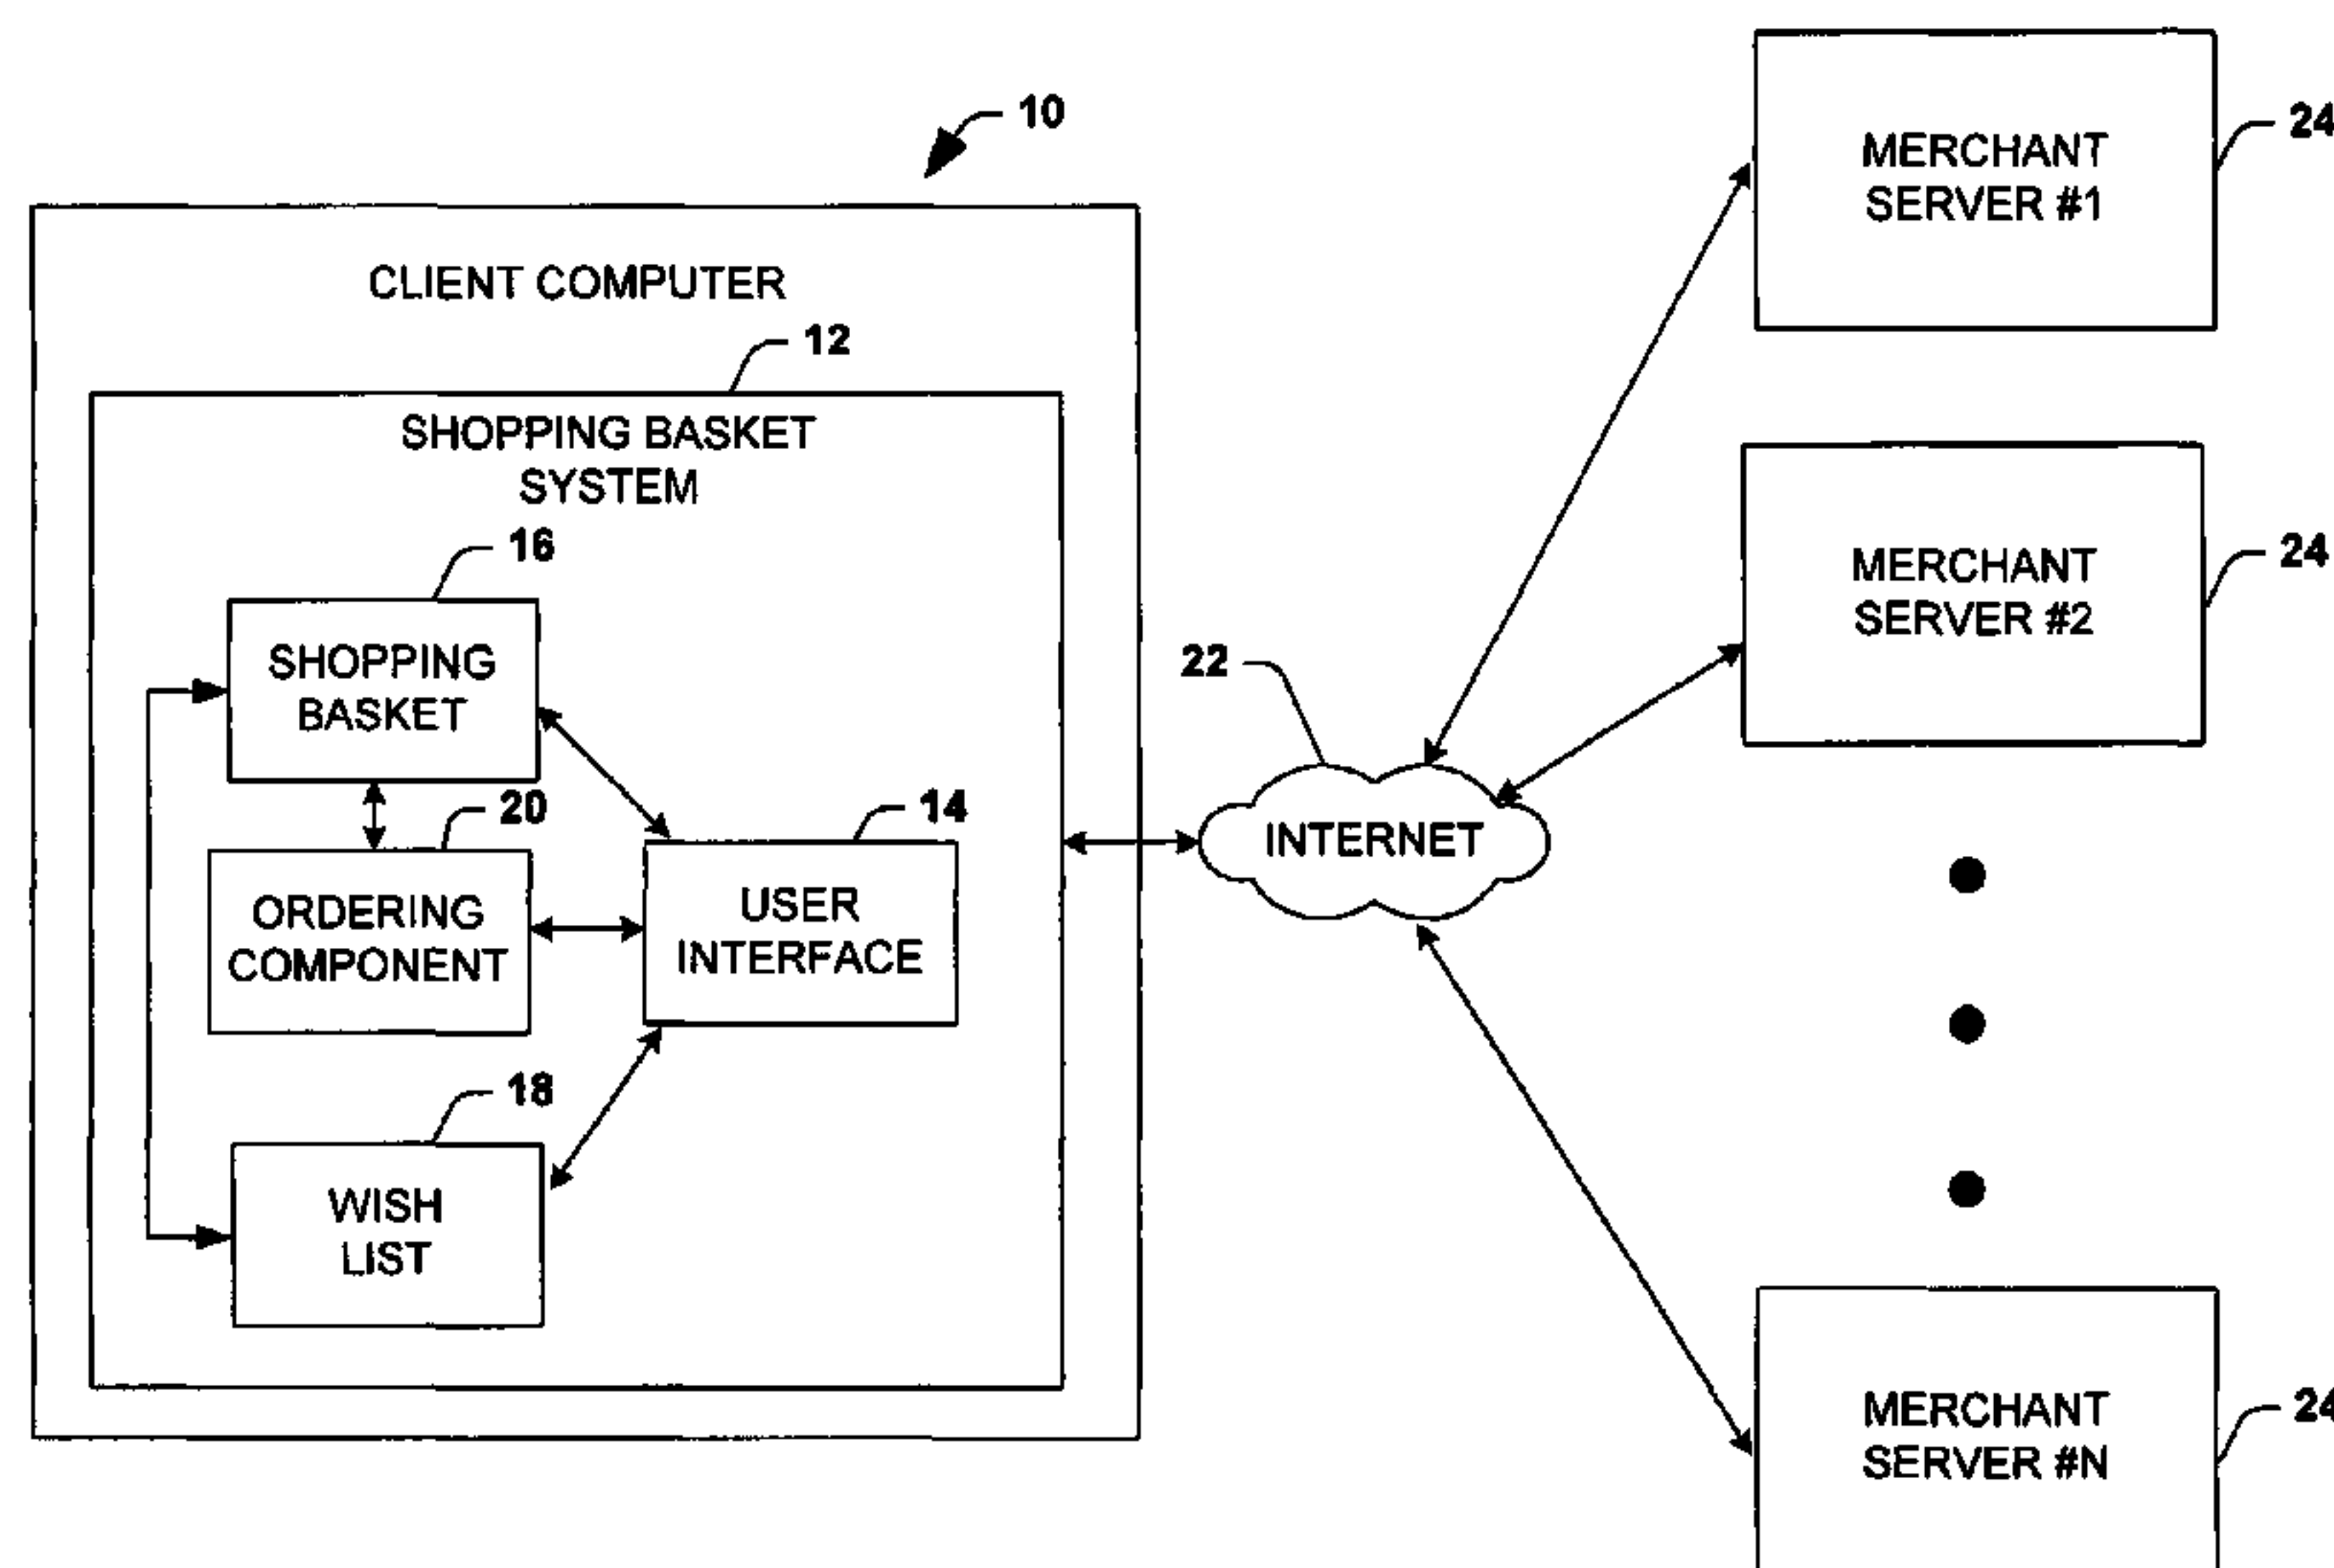 10
CLIENT COMPUTER
12
SHOPPING BASKET
SYSTEM
16
SHOPPING
BASKET
20
ORDERING
COMPONENT
14
USER
INTERFACE
18
WISH
LIST
22
INTERNET
MERCHANT
SERVER #1
24
MERCHANT
SERVER #2
24
MERCHANT
SERVER #N
24